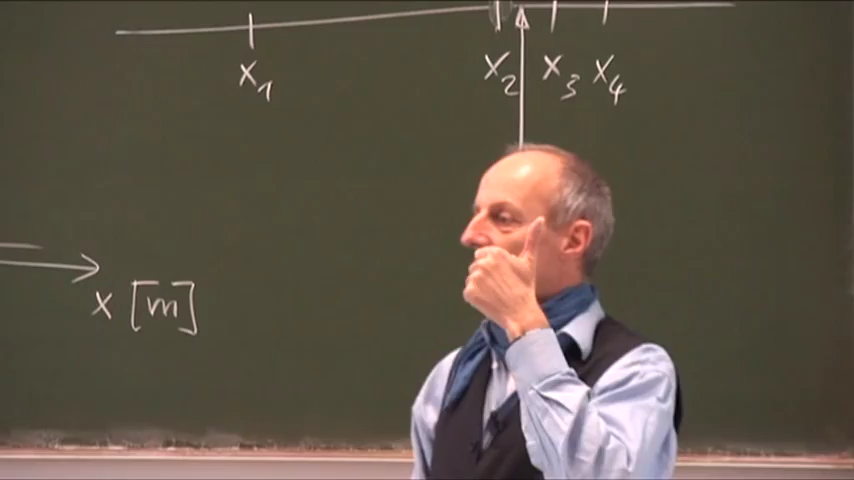 x₁ x₂ x₃ x₄
x [m]